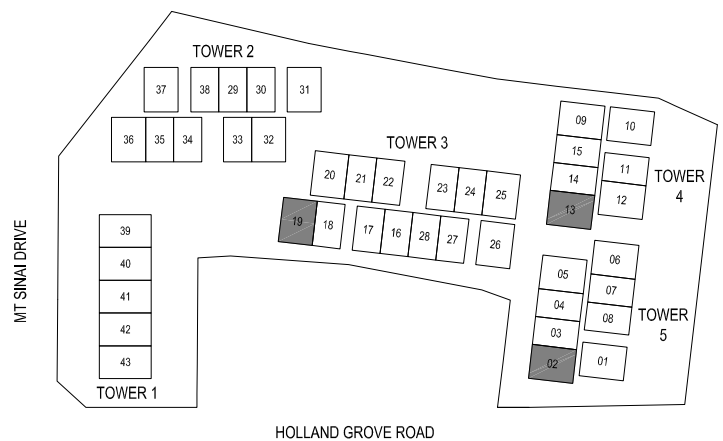 TOWER 2
37 38 29 30 31
36 35 34 33 32
TOWER 3
20 21 22 23 24 25
19 18 17 16 28 27 26
09 10
15
14 11
13 12
TOWER
4
05 06
04 07
03 08
02 01
TOWER
5
39
40
41
42
43
TOWER 1
MT SINAI DRIVE
HOLLAND GROVE ROAD